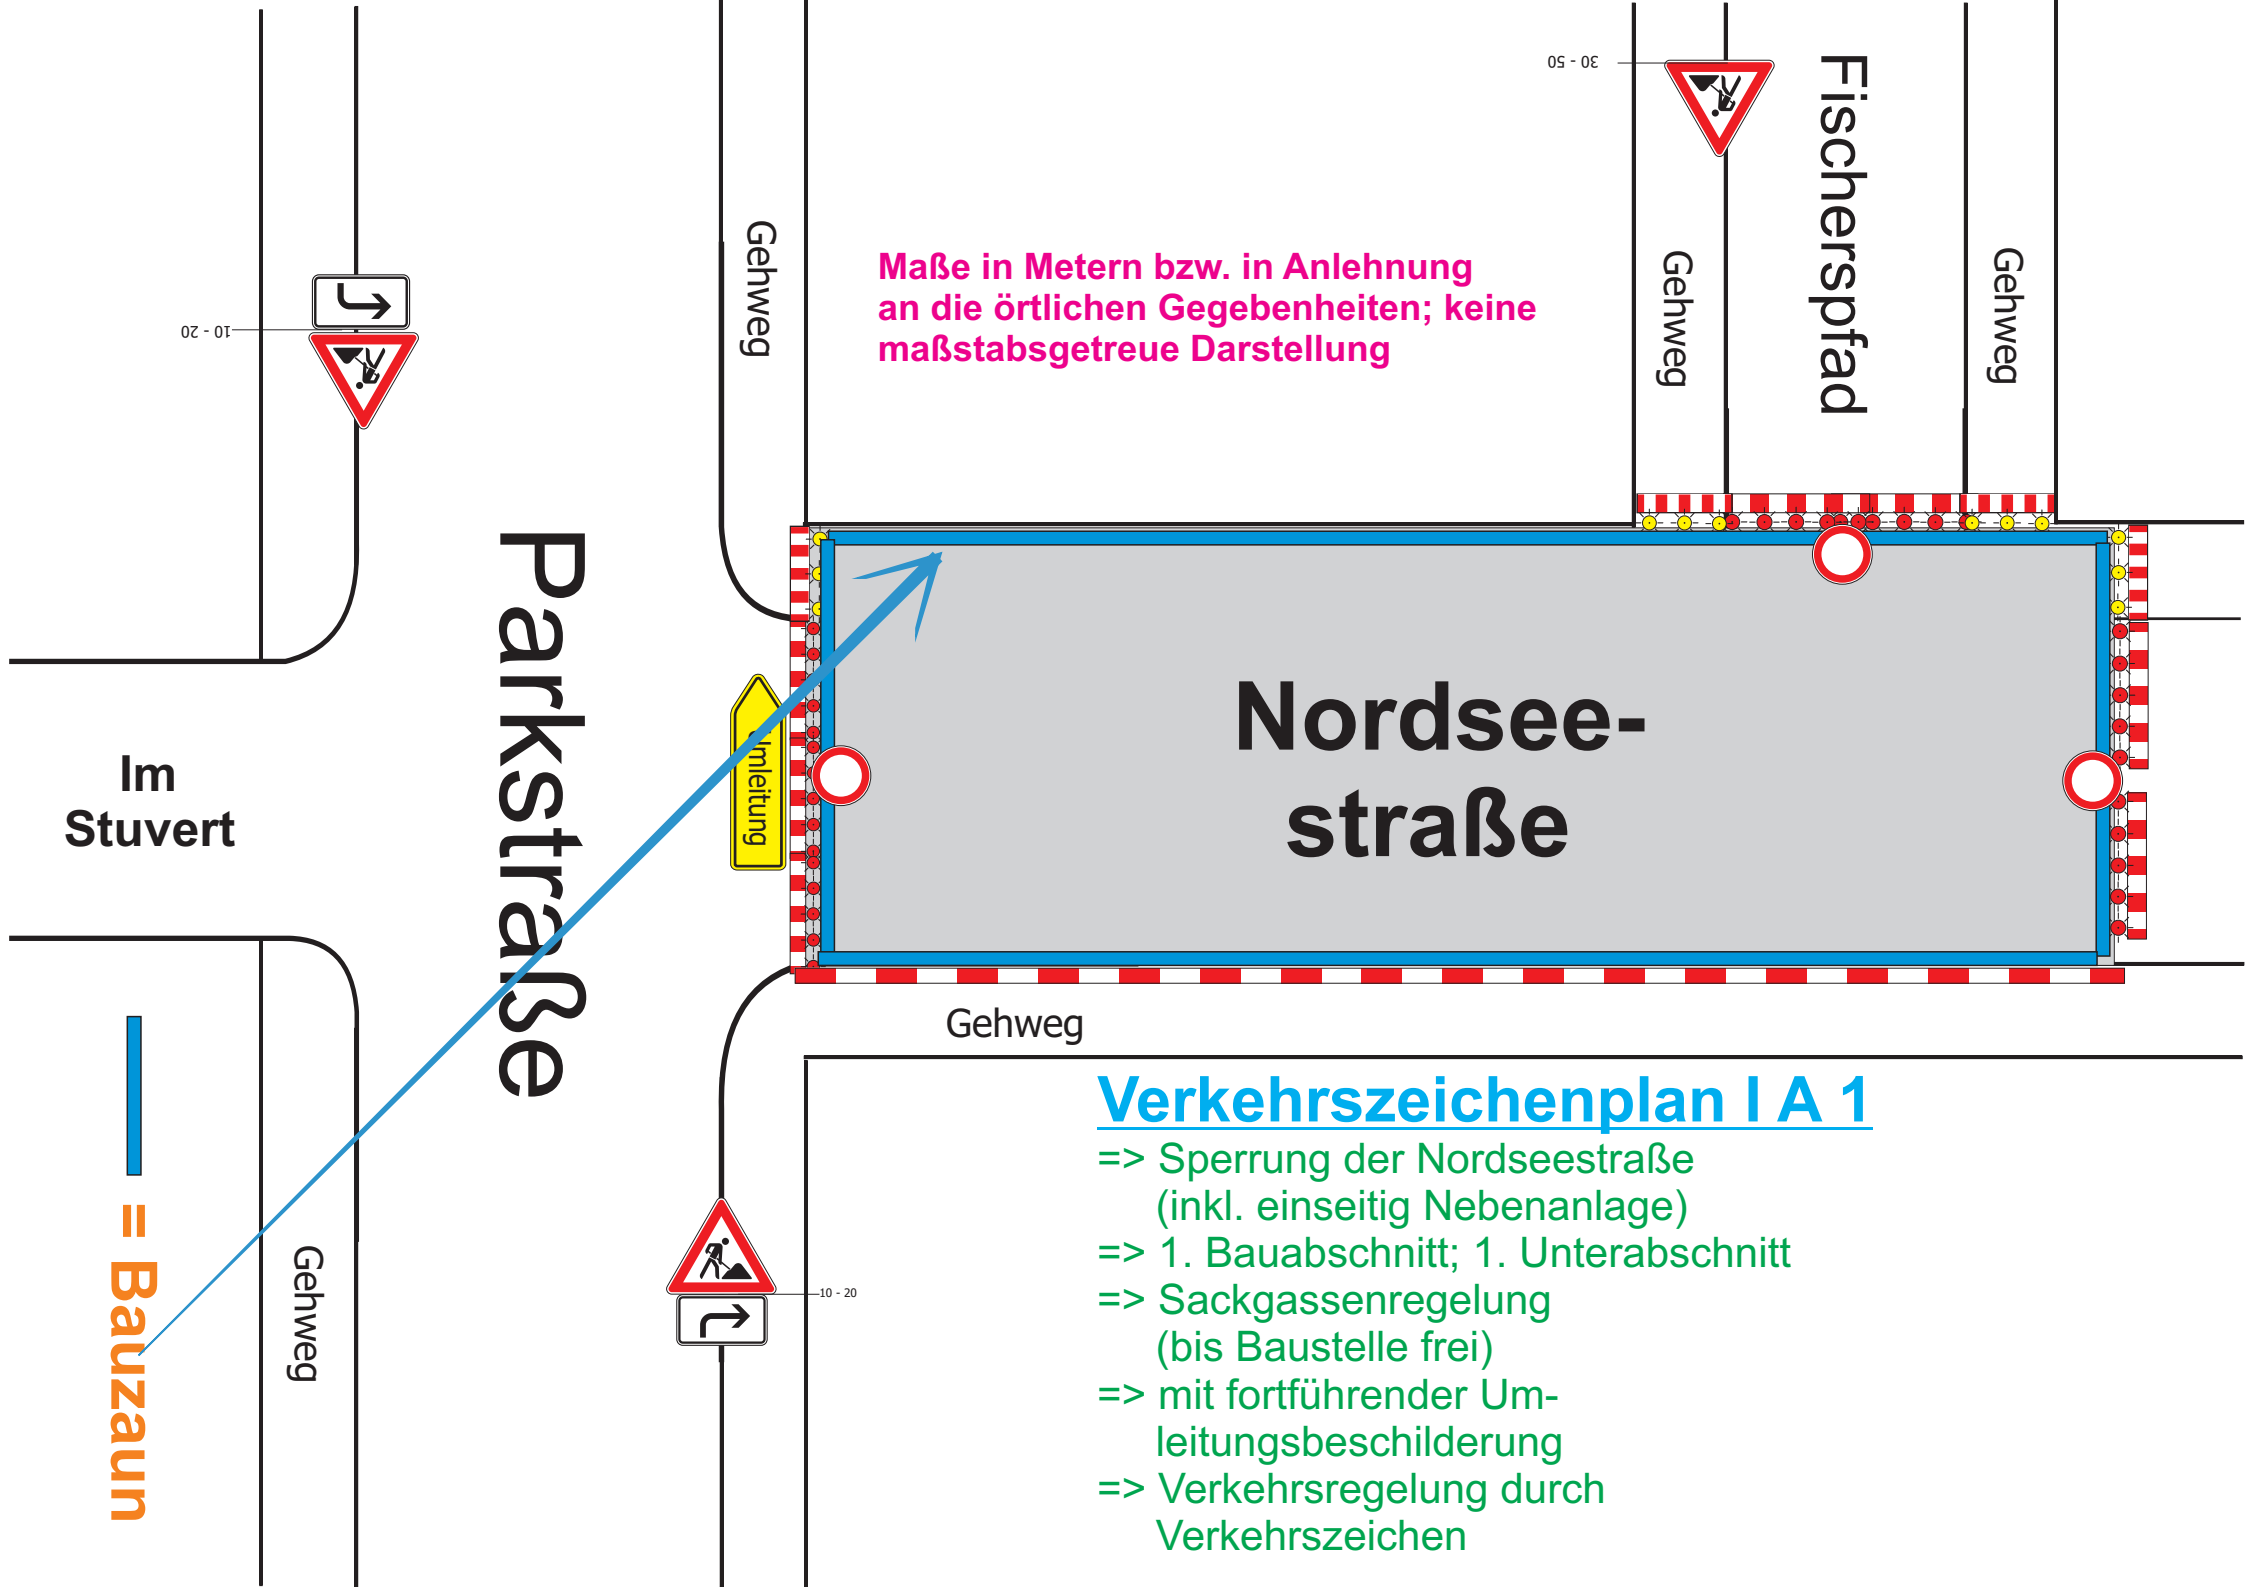 30 - 50
Fischerspfad
Gehweg
Gehweg
Gehweg
Maße in Metern bzw. in Anlehnung
an die örtlichen Gegebenheiten; keine
maßstabsgetreue Darstellung
10 - 20
Parkstraße
Umleitung
Nordsee-
straße
Im
Stuvert
Gehweg
= Bauzaun
Gehweg
10 - 20
Verkehrszeichenplan I A 1
=> Sperrung der Nordseestraße
(inkl. einseitig Nebenanlage)
=> 1. Bauabschnitt; 1. Unterabschnitt
=> Sackgassenregelung
(bis Baustelle frei)
=> mit fortführender Um-
leitungsbeschilderung
=> Verkehrsregelung durch
Verkehrszeichen